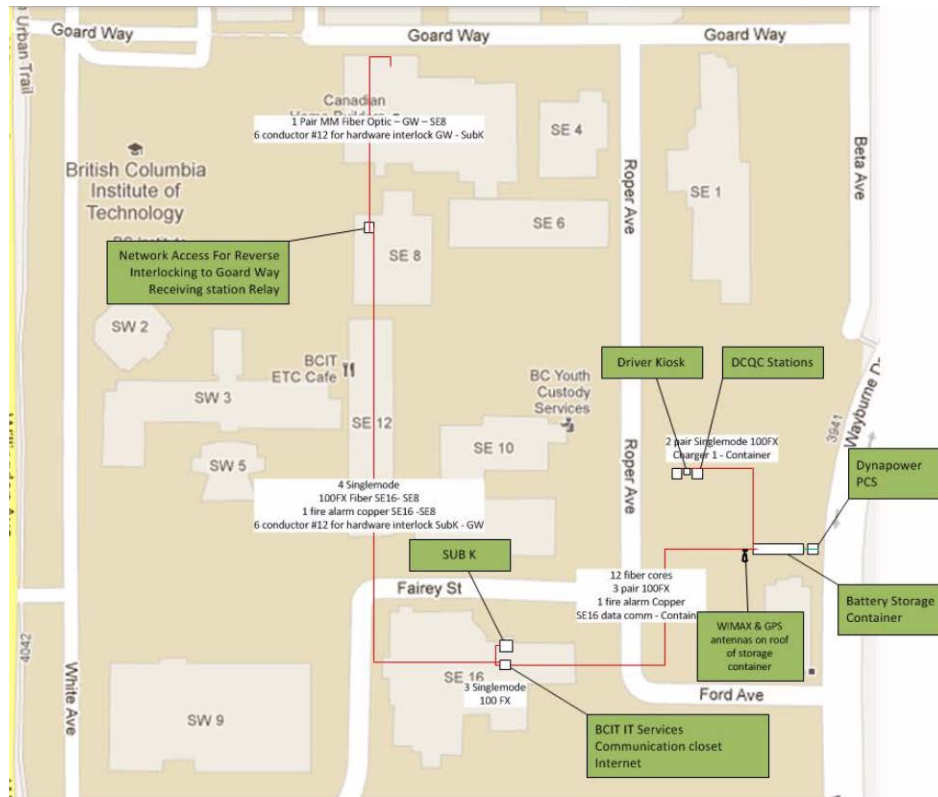 Urban Trail
Goard Way
Goard Way
Goard Way
Canadian
1 Pair MM Fiber Optic – GW – SE8
6 conductor #12 for hardware interlock GW - SubK
SE 4
British Columbia
Institute of
Technology
Roper Ave
SE 1
Beta Ave
SE 6
Network Access For Reverse
Interlocking to Goard Way
Receiving station Relay
SE 8
SW 2
BCIT
ETC Cafe
Driver Kiosk
DCQC Stations
BC Youth
Custody
Services
SW 3
SE 12
Wayburne
3941
SW 5
SE 10
Roper Ave
2 pair Singlemode 100FX
Charger 1 - Container
Dynapower
PCS
4 Singlemode
100FX Fiber SE16- SE8
1 fire alarm copper SE16 -SE8
6 conductor #12 for hardware interlock SubK - GW
SUB K
Fairey St
12 fiber cores
3 pair 100FX
1 fire alarm Copper
SE16 data comm - Contain
Battery Storage
Container
WIMAX & GPS
antennas on roof
of storage
container
4042
White Ave
SE 16
3 Singlemode
100 FX
Ford Ave
SW 9
BCIT IT Services
Communication closet
Internet